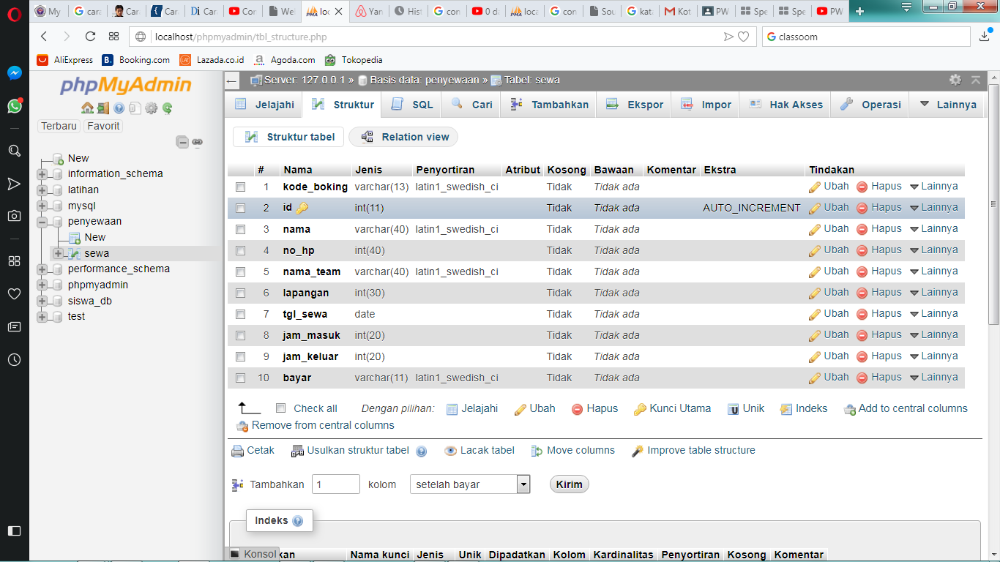 My
cara
Cara
Cara
Di Car
Cor
Wel
loc
Yan
Hist
con
0 da
loca
con
Sou
kata
Kot
PW
Spe
Spe
PW
localhost/phpmyadmin/tbl_structure.php
classoom
AliExpress
Booking.com
Lazada.co.id
Agoda.com
Tokopedia
phpMyAdmin
Terbaru Favorit
New
information_schema
latihan
mysql
penyewaan
New
sewa
performance_schema
phpmyadmin
siswa_db
test
Server: 127.0.0.1 » Basis data: penyewaan » Tabel: sewa
Jelajahi Struktur SQL Cari Tambahkan Ekspor Impor Hak Akses Operasi Lainnya
Struktur tabel Relation view
# Nama Jenis Penyortiran Atribut Kosong Bawaan Komentar Ekstra Tindakan
1 kode_boking varchar(13) latin1_swedish_ci Tidak Tidak ada Ubah Hapus Lainnya
2 id int(11) Tidak Tidak ada AUTO_INCREMENT Ubah Hapus Lainnya
3 nama varchar(40) latin1_swedish_ci Tidak Tidak ada Ubah Hapus Lainnya
4 no_hp int(40) Tidak Tidak ada Ubah Hapus Lainnya
5 nama_team varchar(40) latin1_swedish_ci Tidak Tidak ada Ubah Hapus Lainnya
6 lapangan int(30) Tidak Tidak ada Ubah Hapus Lainnya
7 tgl_sewa date Tidak Tidak ada Ubah Hapus Lainnya
8 jam_masuk int(20) Tidak Tidak ada Ubah Hapus Lainnya
9 jam_keluar int(20) Tidak Tidak ada Ubah Hapus Lainnya
10 bayar varchar(11) latin1_swedish_ci Tidak Tidak ada Ubah Hapus Lainnya
Check all Dengan pilihan: Jelajahi Ubah Hapus Kunci Utama Unik Indeks Add to central columns
Remove from central columns
Cetak Usulkan struktur tabel Lacak tabel Move columns Improve table structure
Tambahkan 1 kolom setelah bayar Kirim
Indeks
Konsol kan Nama kunci Jenis Unik Dipadatkan Kolom Kardinalitas Penyortiran Kosong Komentar